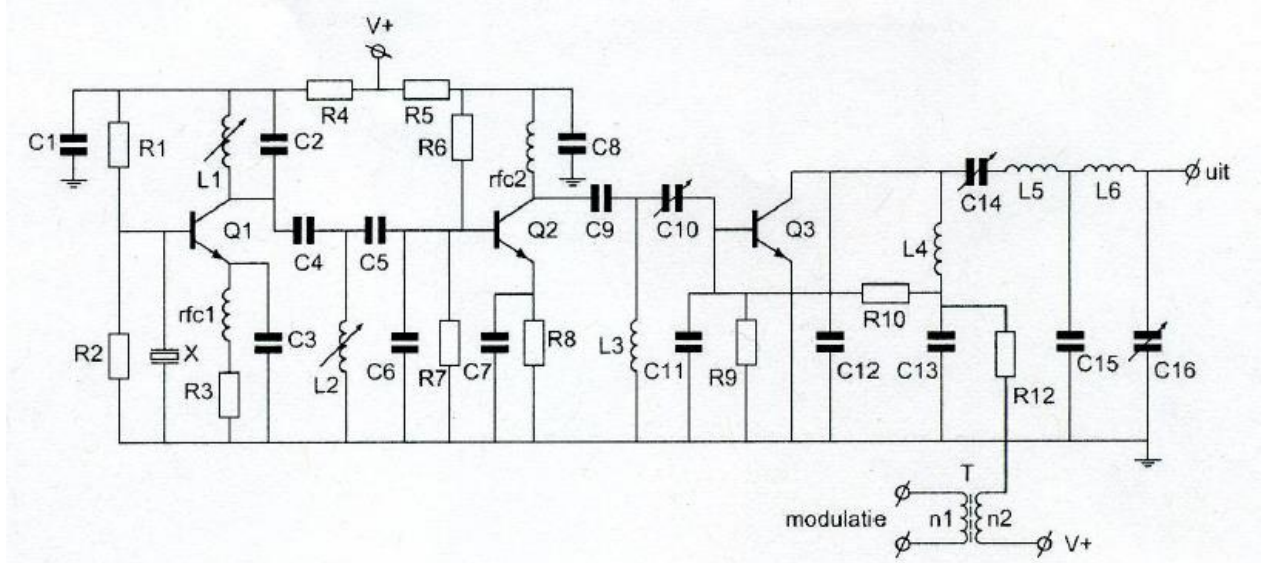 V+
C1
R1
L1
C2
R4
R5
R6
rfc2
C8
Q1
C4
C5
Q2
C9
C10
Q3
C14
L5
L6
uit
L4
rfc1
R2
X
C3
R3
L2
C6
R7
C7
R8
L3
C11
R9
R10
C12
C13
R12
C15
C16
T
modulatie
n1
n2
V+